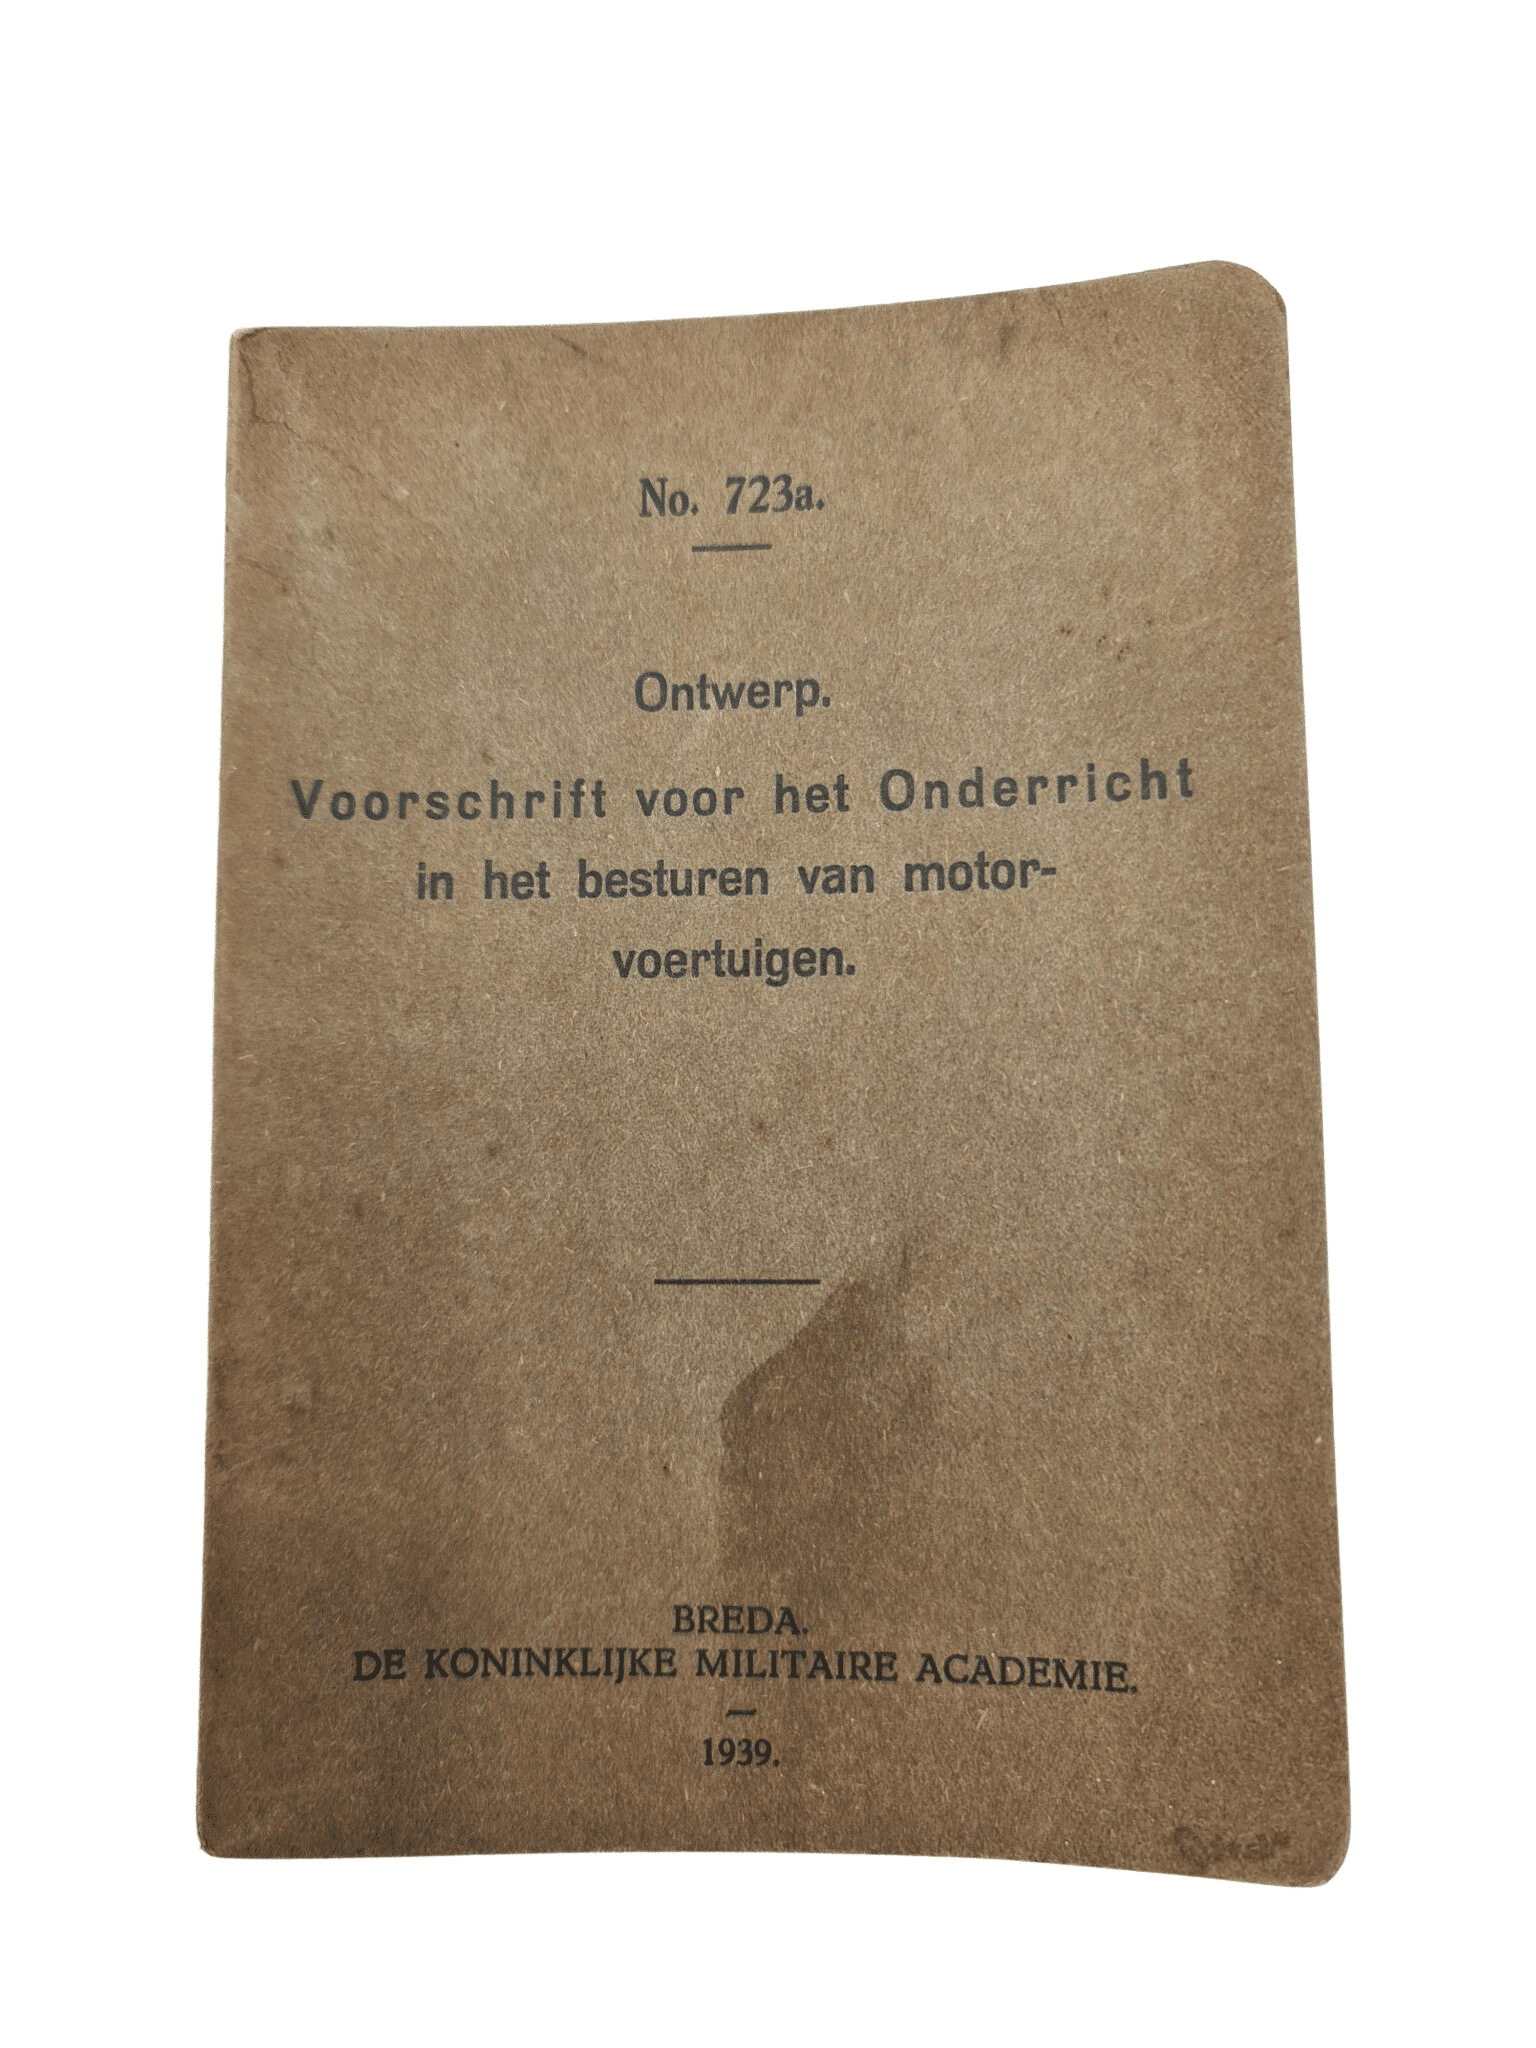 No. 723a.
Ontwerp.
Voorschrift voor het Onderricht
in het besturen van motor-
voertuigen.
BREDA.
DE KONINKLIJKE MILITAIRE ACADEMIE.
1939.